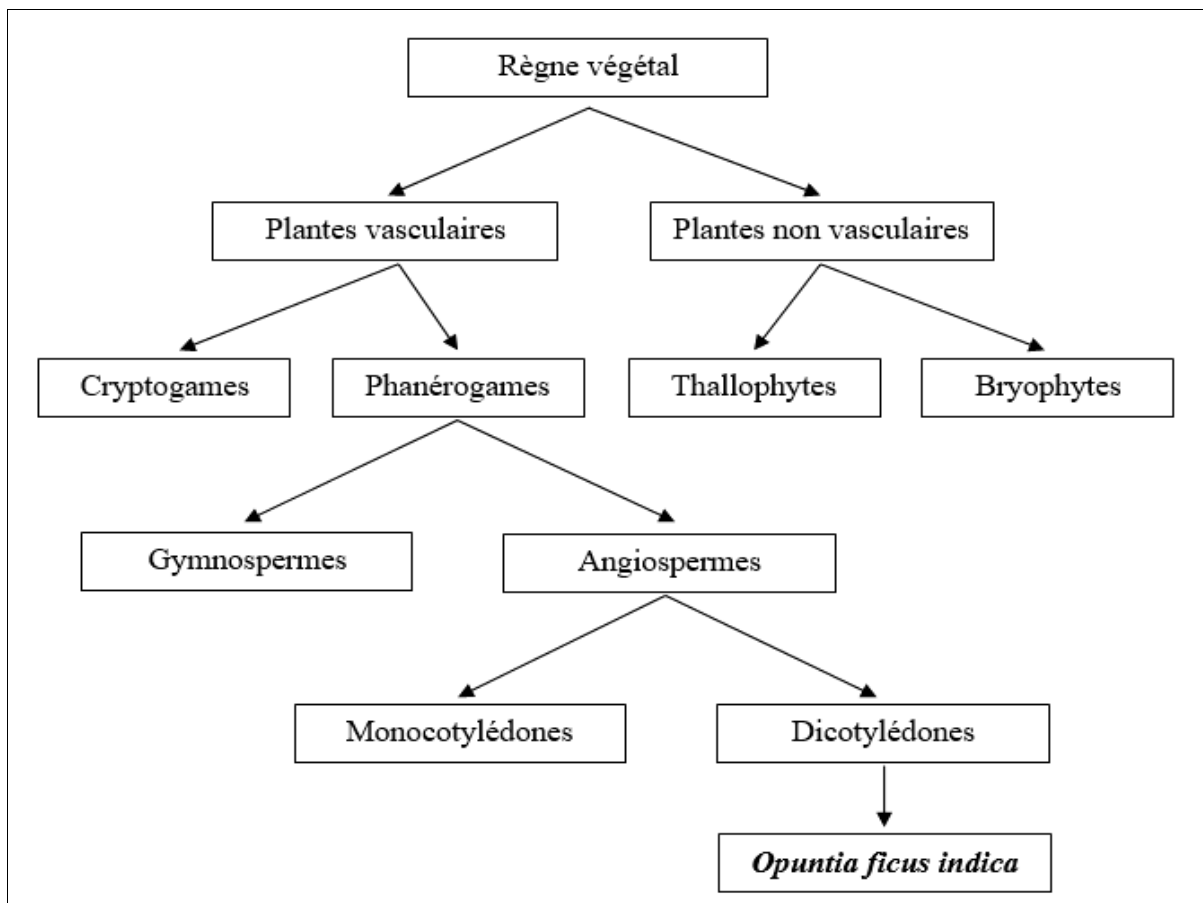 Règne végétal
Plantes vasculaires
Plantes non vasculaires
Cryptogames
Phanérogames
Thallophytes
Bryophytes
Gymnospermes
Angiospermes
Monocotylédones
Dicotylédones
Opuntia ficus indica